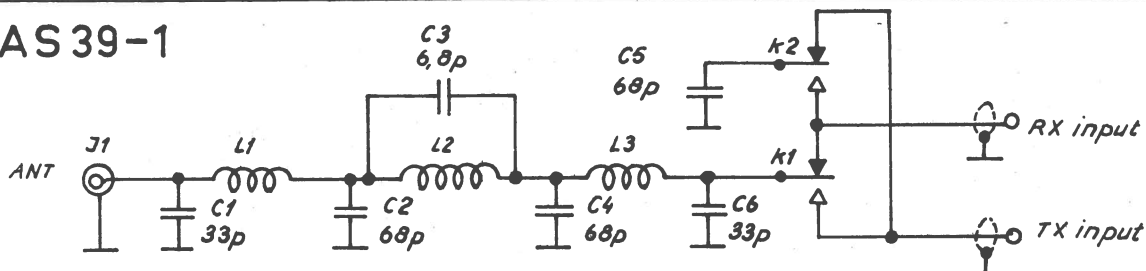 AS 39-1
C3
6,8p
C5
68p
k2
RX input
J1
ANT
L1
L2
L3
k1
C1
33p
C2
68p
C4
68p
C6
33p
TX input